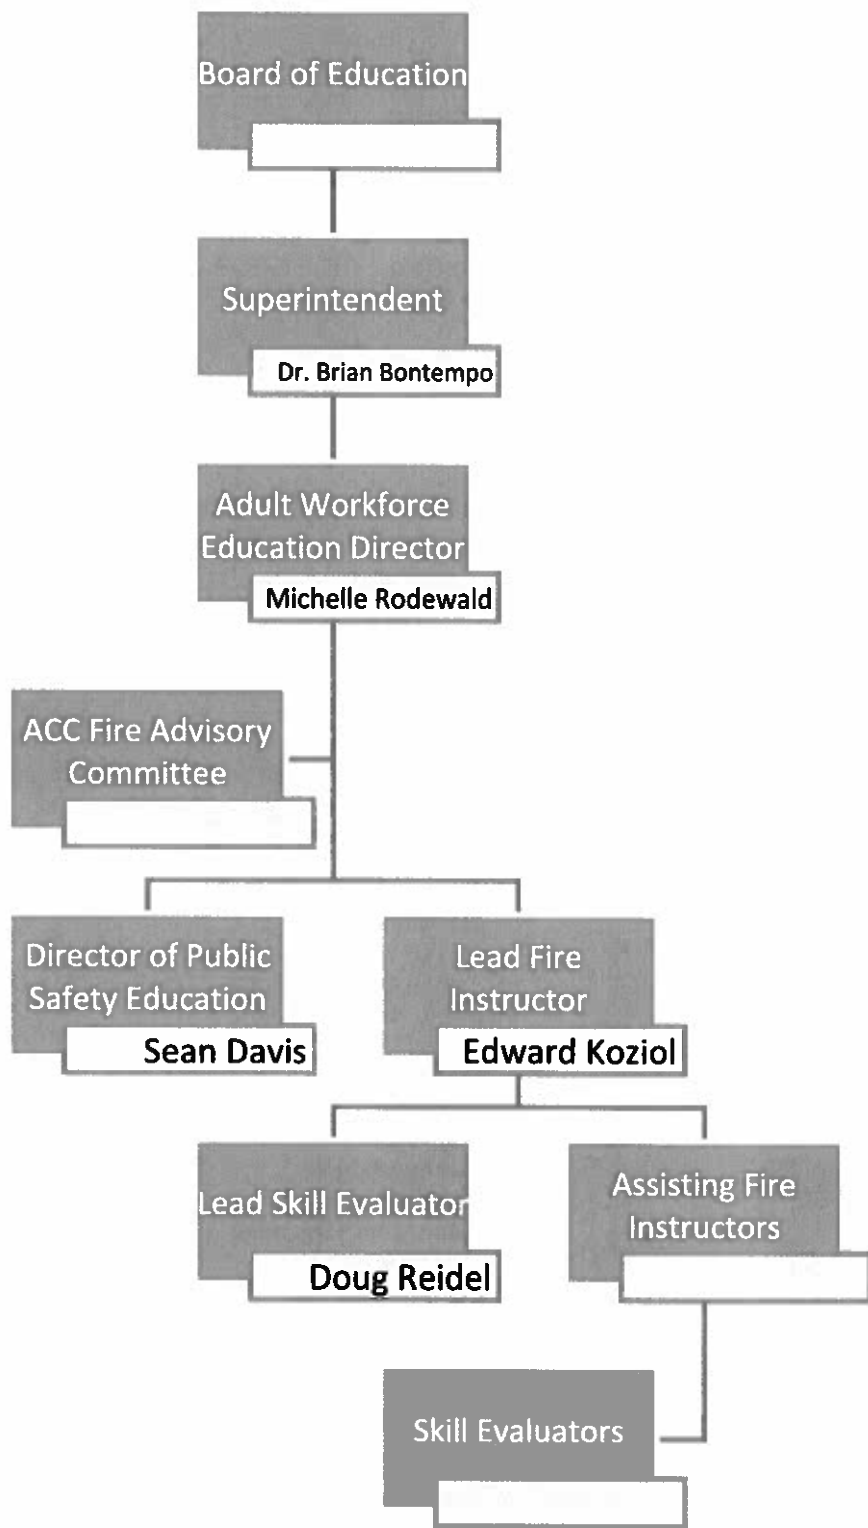 Board of Education
Superintendent
Dr. Brian Bontempo
Adult Workforce
Education Director
Michelle Rodewald
ACC Fire Advisory
Committee
Director of Public
Safety Education
Sean Davis
Lead Fire
Instructor
Edward Koziol
Lead Skill Evaluator
Doug Reidel
Assisting Fire
Instructors
Skill Evaluators